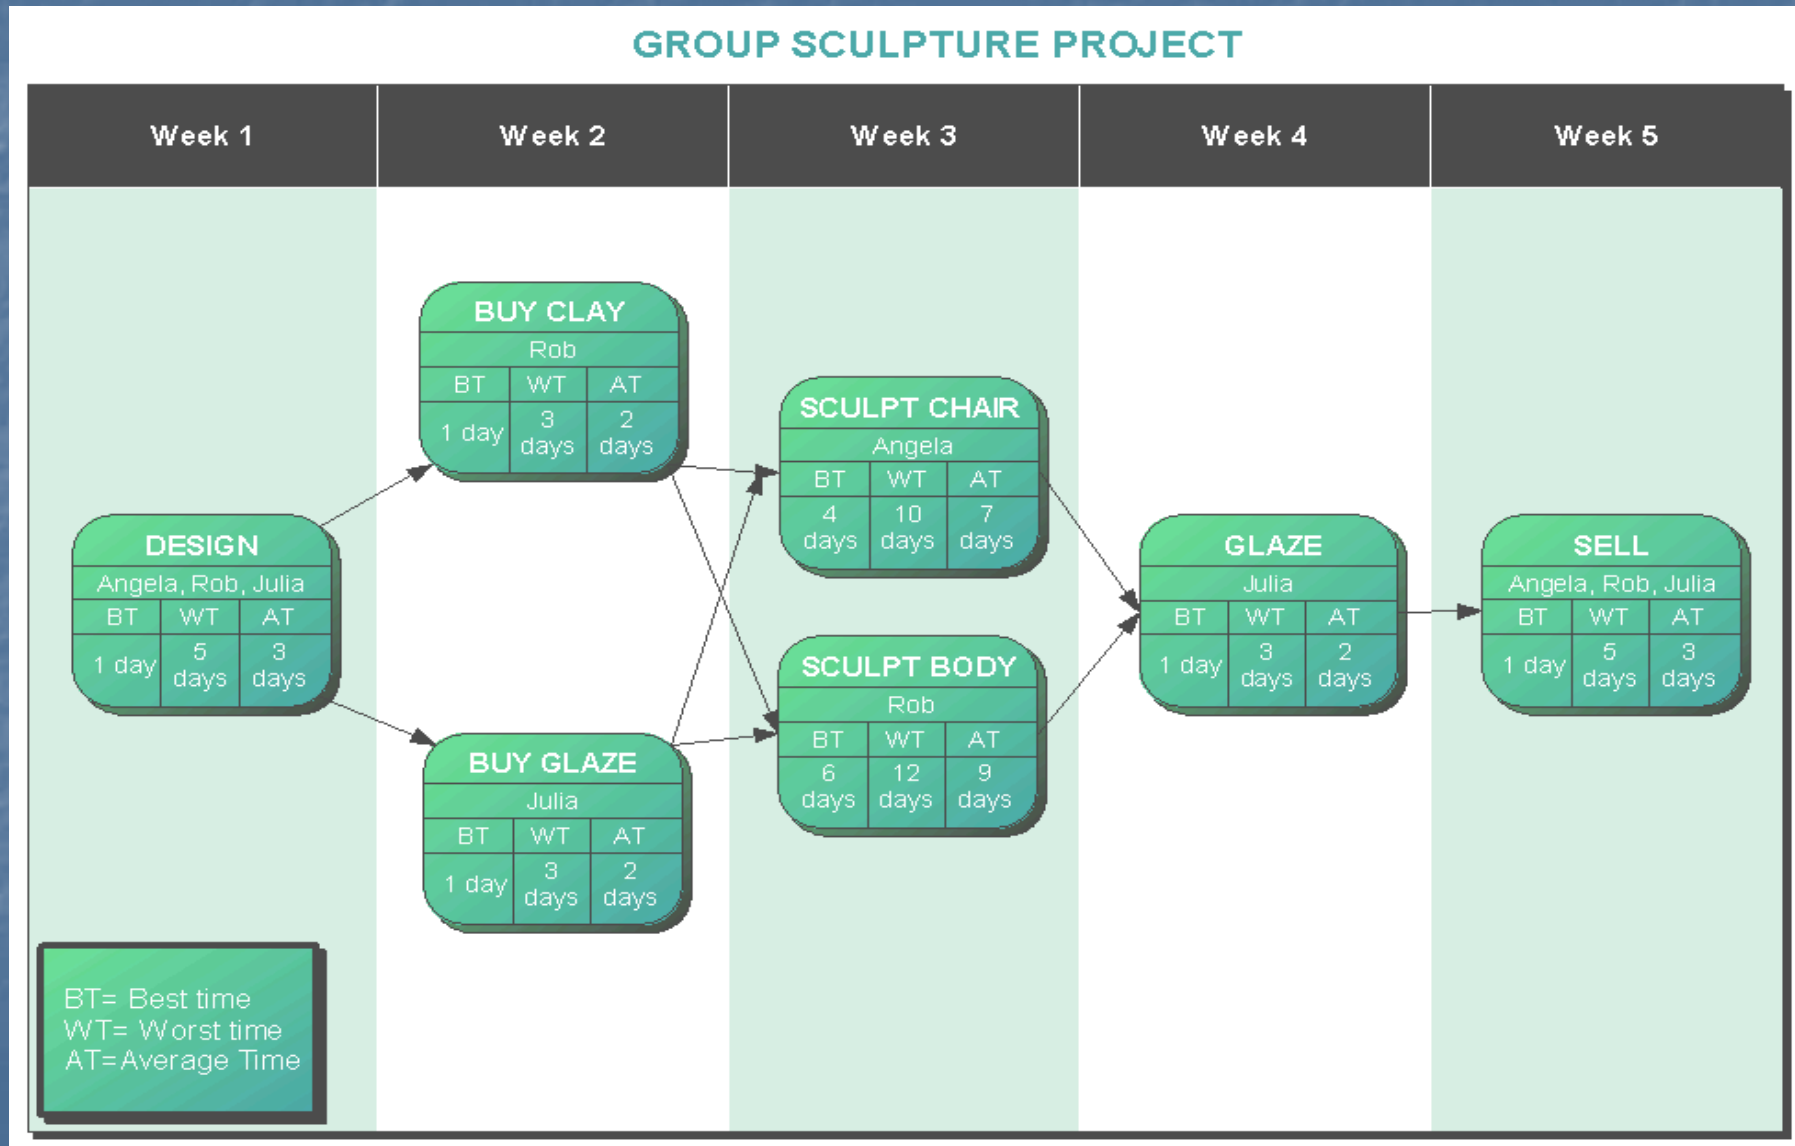 GROUP SCULPTURE PROJECT
Week 1
Week 2
Week 3
Week 4
Week 5
DESIGN
Angela, Rob, Julia
BT WT AT
1 day 5 days 3 days
BUY CLAY
Rob
BT WT AT
1 day 3 days 2 days
BUY GLAZE
Julia
BT WT AT
1 day 3 days 2 days
SCULPT CHAIR
Angela
BT WT AT
4 days 10 days 7 days
SCULPT BODY
Rob
BT WT AT
6 days 12 days 9 days
GLAZE
Julia
BT WT AT
1 day 3 days 2 days
SELL
Angela, Rob, Julia
BT WT AT
1 day 5 days 3 days
BT= Best time
WT= Worst time
AT=Average Time